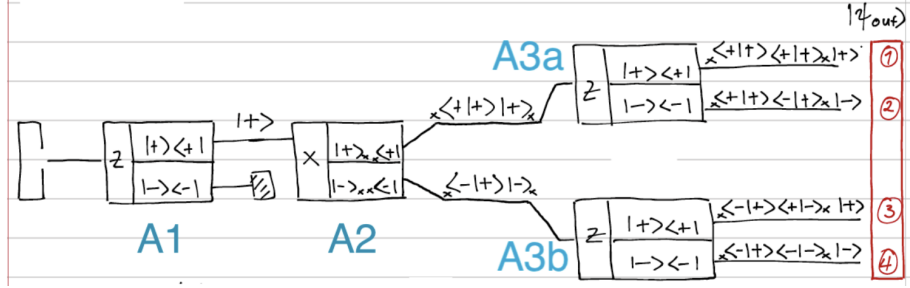 |ψout⟩
A3a
Z
|+⟩⟨+|
|-⟩⟨-|
ₓ⟨+|+⟩⟨+|+⟩ₓ|+⟩
①
ₓ⟨+|+⟩⟨-|+⟩ₓ|-⟩
②
Z
|+⟩⟨+|
|-⟩⟨-|
|+⟩
A1
X
|+⟩ₓₓ⟨+|
|-⟩ₓₓ⟨-|
A2
ₓ⟨+|+⟩|+⟩ₓ
ₓ⟨-|+⟩|-⟩ₓ
A3b
Z
|+⟩⟨+|
|-⟩⟨-|
ₓ⟨-|+⟩⟨+|-⟩ₓ|+⟩
③
ₓ⟨-|+⟩⟨-|-⟩ₓ|-⟩
④